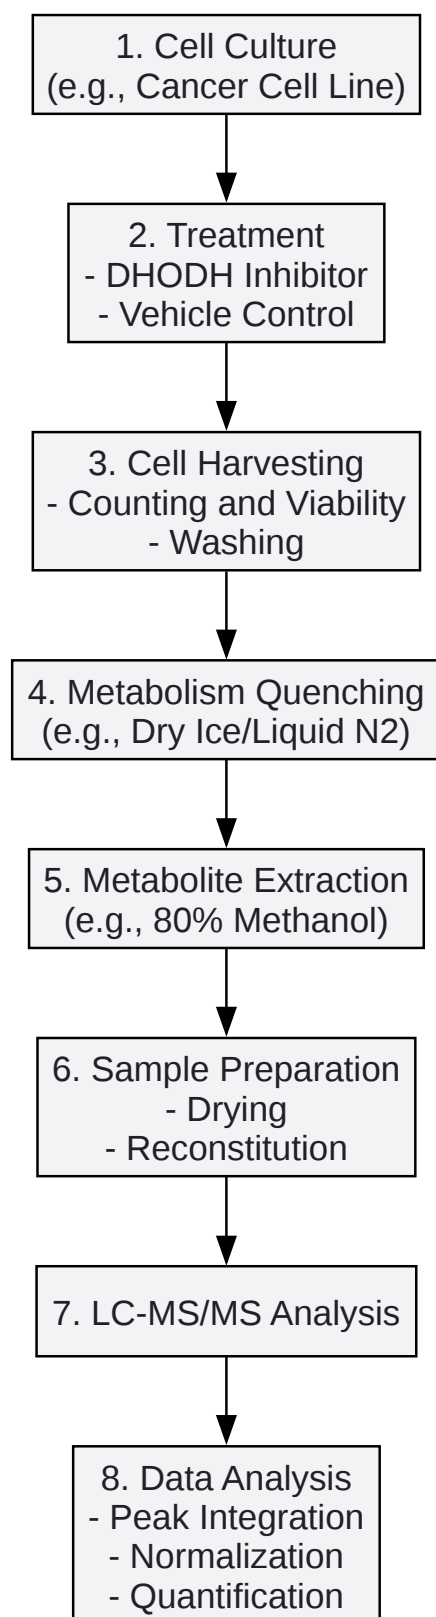 1. Cell Culture
(e.g., Cancer Cell Line)
2. Treatment
- DHODH Inhibitor
- Vehicle Control
3. Cell Harvesting
- Counting and Viability
- Washing
4. Metabolism Quenching
(e.g., Dry Ice/Liquid N2)
5. Metabolite Extraction
(e.g., 80% Methanol)
6. Sample Preparation
- Drying
- Reconstitution
7. LC-MS/MS Analysis
8. Data Analysis
- Peak Integration
- Normalization
- Quantification